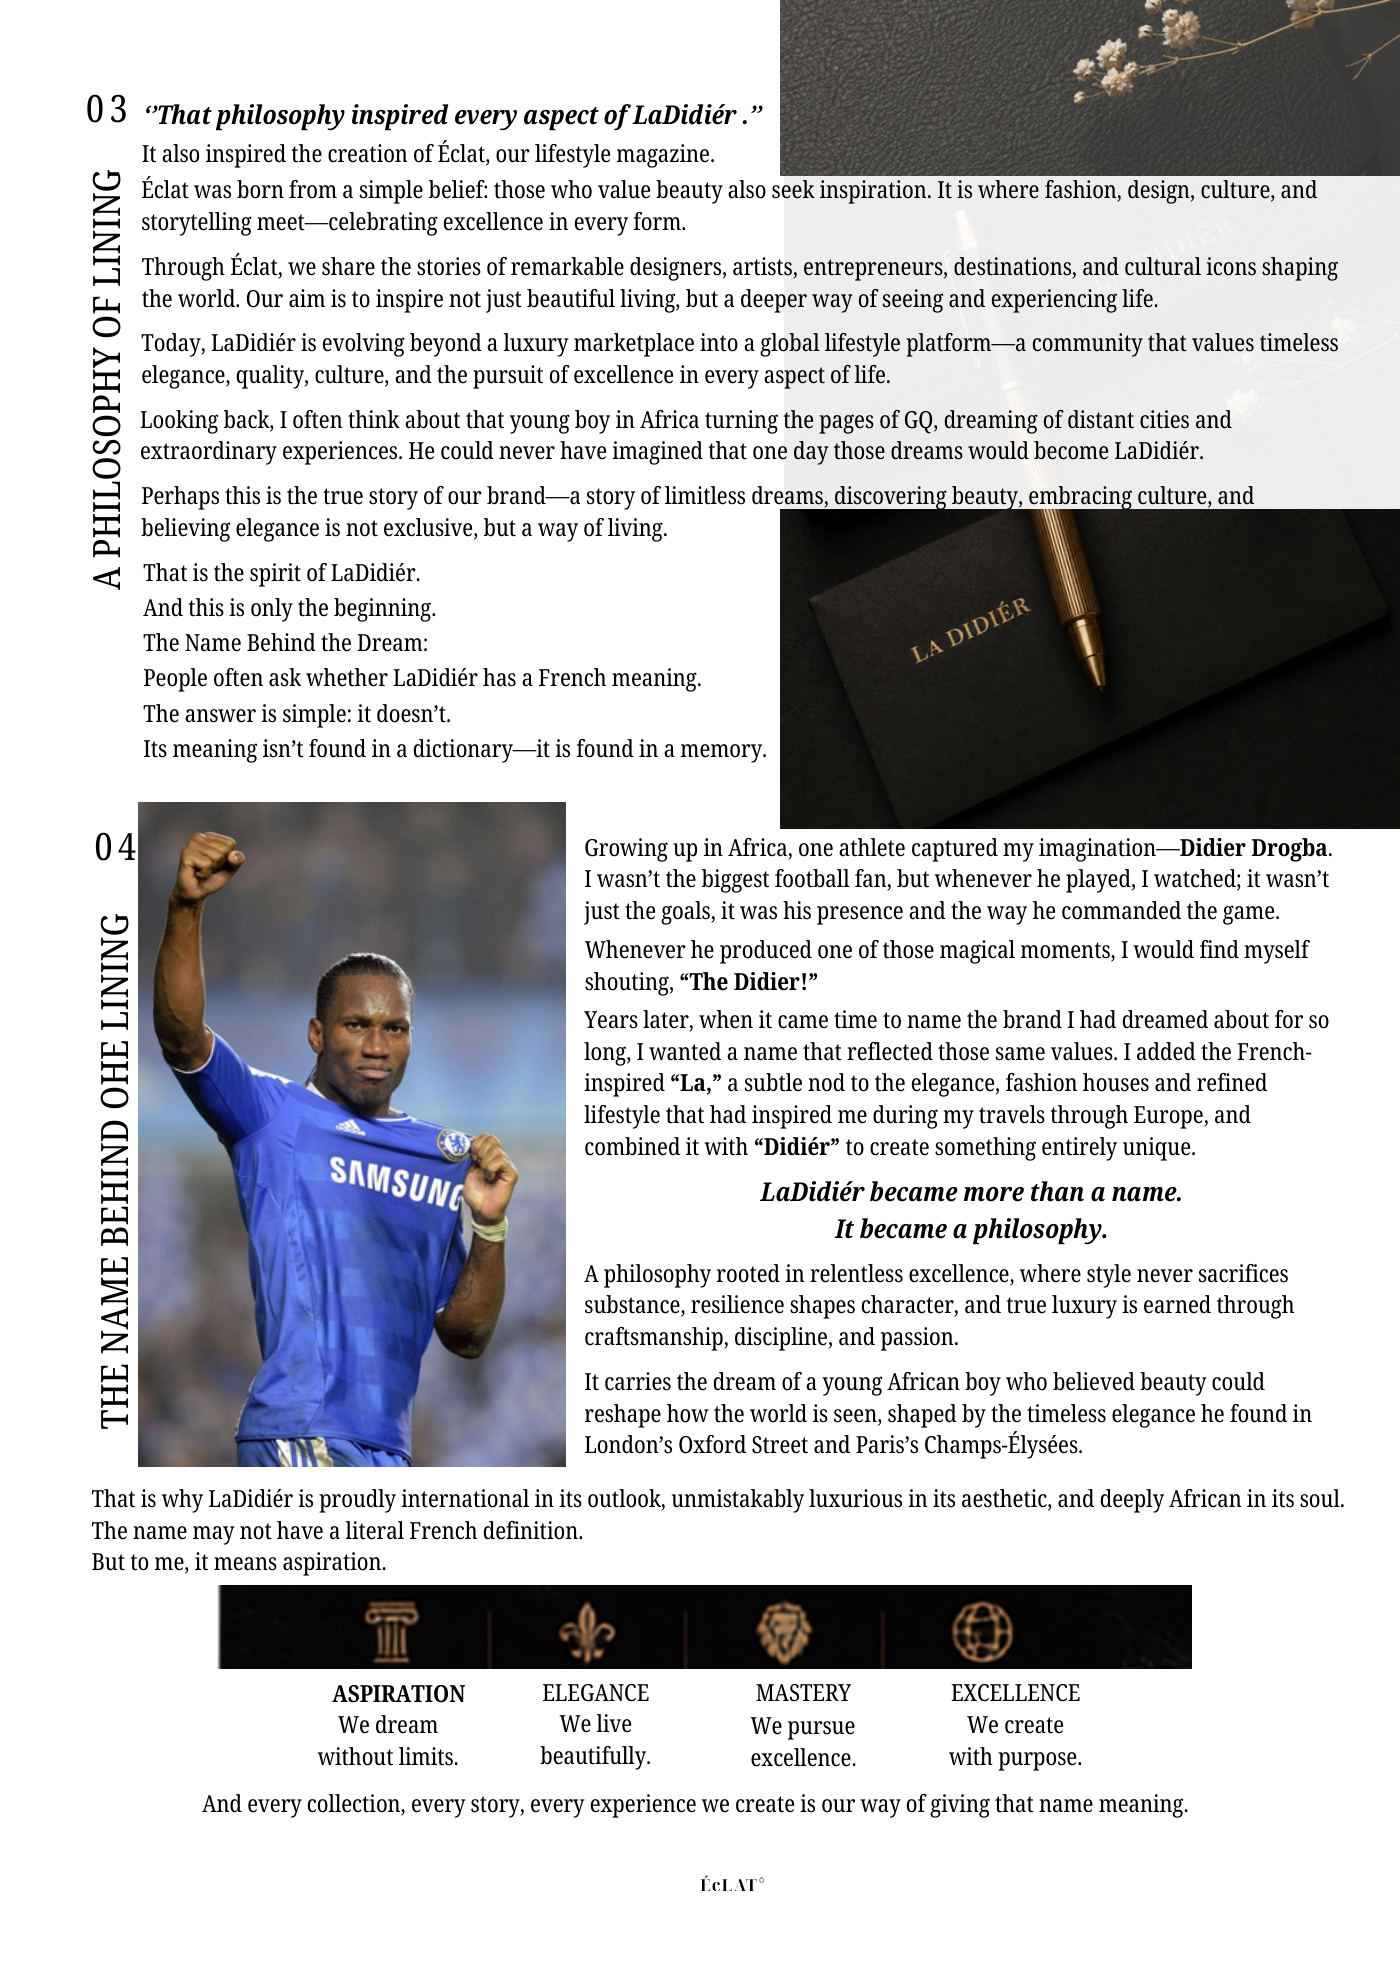 03
‘’That philosophy inspired every aspect of LaDidiér .’’
A PHILOSOPHY OF LINING
It also inspired the creation of Éclat, our lifestyle magazine.
Éclat was born from a simple belief: those who value beauty also seek inspiration. It is where fashion, design, culture, and
storytelling meet—celebrating excellence in every form.
Through Éclat, we share the stories of remarkable designers, artists, entrepreneurs, destinations, and cultural icons shaping
the world. Our aim is to inspire not just beautiful living, but a deeper way of seeing and experiencing life.
Today, LaDidiér is evolving beyond a luxury marketplace into a global lifestyle platform—a community that values timeless
elegance, quality, culture, and the pursuit of excellence in every aspect of life.
Looking back, I often think about that young boy in Africa turning the pages of GQ, dreaming of distant cities and
extraordinary experiences. He could never have imagined that one day those dreams would become LaDidiér.
Perhaps this is the true story of our brand—a story of limitless dreams, discovering beauty, embracing culture, and
believing elegance is not exclusive, but a way of living.
That is the spirit of LaDidiér.
And this is only the beginning.
The Name Behind the Dream:
People often ask whether LaDidiér has a French meaning.
The answer is simple: it doesn’t.
Its meaning isn’t found in a dictionary—it is found in a memory.
LA DIDIÉR
04
THE NAME BEHIND OHE LINING
SAMSUNG
Growing up in Africa, one athlete captured my imagination—Didier Drogba.
I wasn’t the biggest football fan, but whenever he played, I watched; it wasn’t
just the goals, it was his presence and the way he commanded the game.
Whenever he produced one of those magical moments, I would find myself
shouting, “The Didier!”
Years later, when it came time to name the brand I had dreamed about for so
long, I wanted a name that reflected those same values. I added the French-
inspired “La,” a subtle nod to the elegance, fashion houses and refined
lifestyle that had inspired me during my travels through Europe, and
combined it with “Didiér” to create something entirely unique.
LaDidiér became more than a name.
It became a philosophy.
A philosophy rooted in relentless excellence, where style never sacrifices
substance, resilience shapes character, and true luxury is earned through
craftsmanship, discipline, and passion.
It carries the dream of a young African boy who believed beauty could
reshape how the world is seen, shaped by the timeless elegance he found in
London’s Oxford Street and Paris’s Champs-Élysées.
That is why LaDidiér is proudly international in its outlook, unmistakably luxurious in its aesthetic, and deeply African in its soul.
The name may not have a literal French definition.
But to me, it means aspiration.
ASPIRATION
We dream
without limits.
ELEGANCE
We live
beautifully.
MASTERY
We pursue
excellence.
EXCELLENCE
We create
with purpose.
And every collection, every story, every experience we create is our way of giving that name meaning.
ÉcLAT